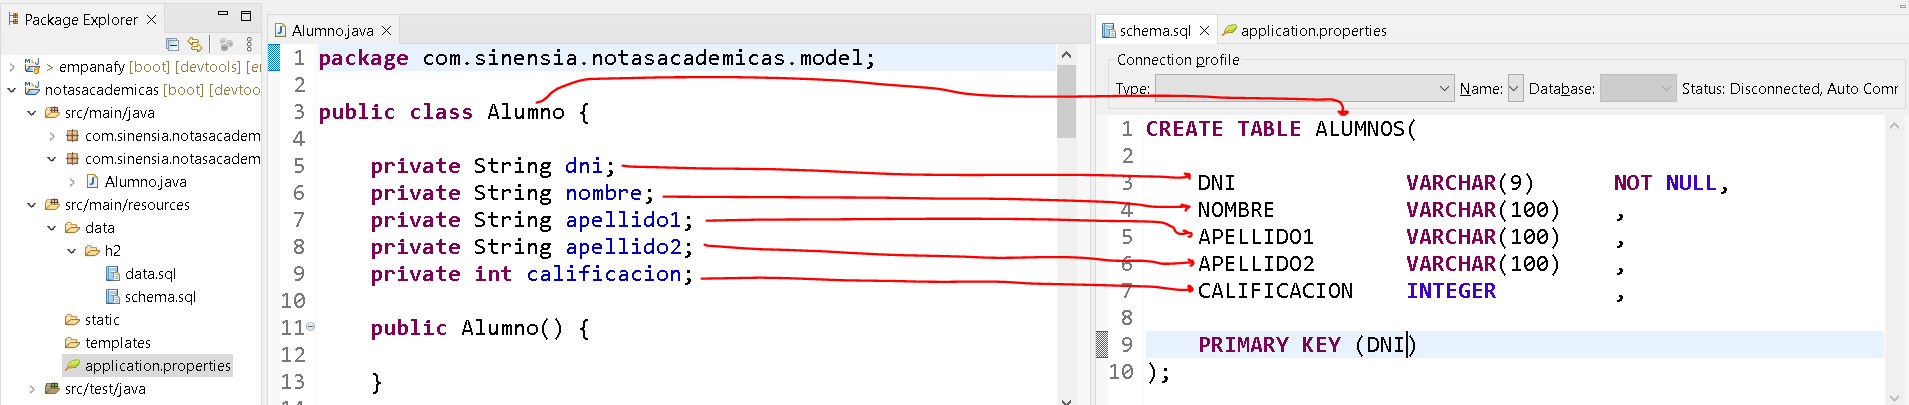 Package Explorer
> empanafy [boot] [devtools] [e
notasacademicas [boot] [devtoo
src/main/java
com.sinensia.notasacadem
com.sinensia.notasacadem
Alumno.java
src/main/resources
data
h2
data.sql
schema.sql
static
templates
application.properties
src/test/java
Alumno.java
1 package com.sinensia.notasacademicas.model;
2
3 public class Alumno {
4
5 private String dni;
6 private String nombre;
7 private String apellido1;
8 private String apellido2;
9 private int calificacion;
10
11 public Alumno() {
12
13 }
schema.sql application.properties
Connection profile
Type: Name: Database: Status: Disconnected, Auto Comm
1 CREATE TABLE ALUMNOS(
2
3 DNI VARCHAR(9) NOT NULL,
4 NOMBRE VARCHAR(100) ,
5 APELLIDO1 VARCHAR(100) ,
6 APELLIDO2 VARCHAR(100) ,
7 CALIFICACION INTEGER ,
8
9 PRIMARY KEY (DNI)
10 );